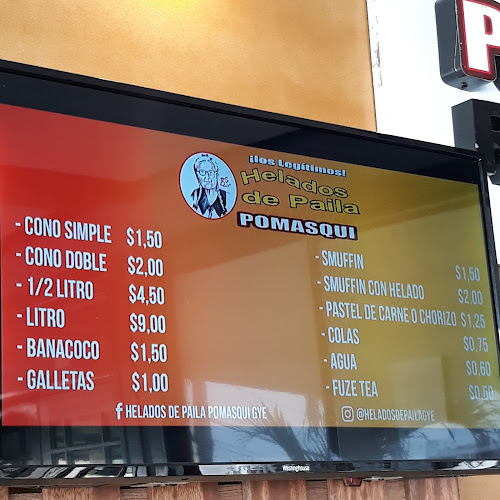 ¡los Legítimos!
Helados
de Paila
POMASQUI
- CONO SIMPLE $1,50
- CONO DOBLE $2,00
- 1/2 LITRO $4,50
- LITRO $9,00
- BANACOCO $1,50
- GALLETAS $1,00
- SMUFFIN $1,50
- SMUFFIN CON HELADO $2,00
- PASTEL DE CARNE O CHORIZO $1,25
- COLAS $0,75
- AGUA $0,60
- FUZE TEA $0,50
f HELADOS DE PAILA POMASQUI GYE
@HELADOSDEPAILAGYE
Westinghouse
P